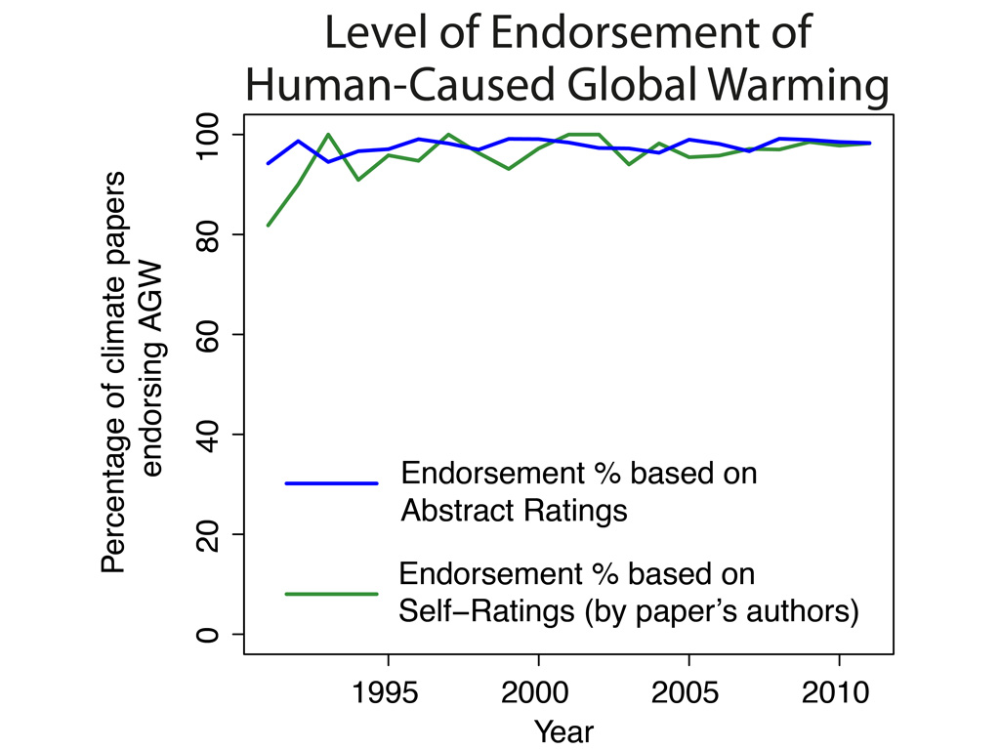 Level of Endorsement of
Human-Caused Global Warming
Percentage of climate papers
endorsing AGW
100
80
60
40
20
0
Endorsement % based on
Abstract Ratings
Endorsement % based on
Self−Ratings (by paper's authors)
1995
2000
2005
2010
Year